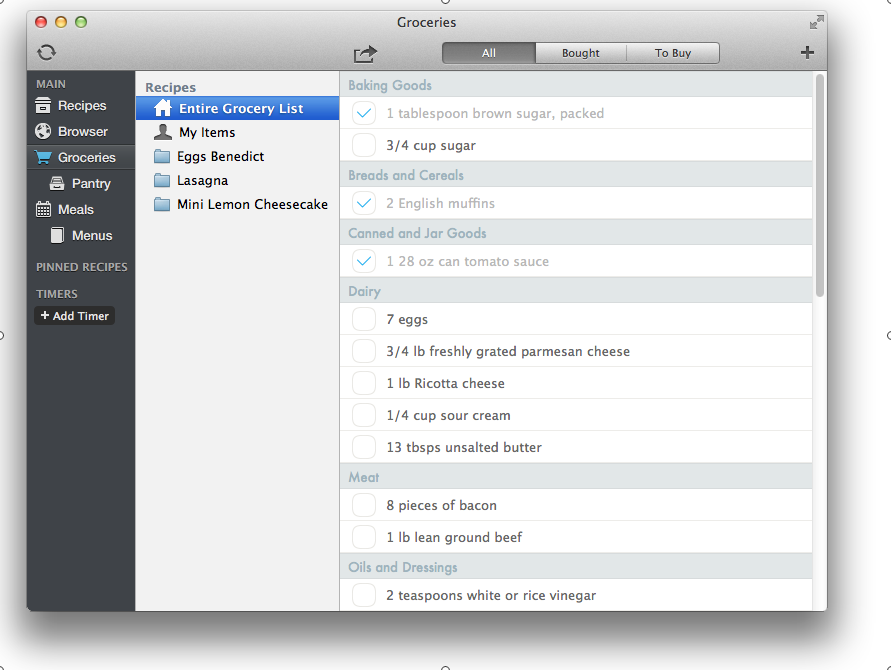 Groceries
All Bought To Buy
MAIN
Recipes
Browser
Groceries
Pantry
Meals
Menus
PINNED RECIPES
TIMERS
+ Add Timer
Recipes
Entire Grocery List
My Items
Eggs Benedict
Lasagna
Mini Lemon Cheesecake
Baking Goods
1 tablespoon brown sugar, packed
3/4 cup sugar
Breads and Cereals
2 English muffins
Canned and Jar Goods
1 28 oz can tomato sauce
Dairy
7 eggs
3/4 lb freshly grated parmesan cheese
1 lb Ricotta cheese
1/4 cup sour cream
13 tbsps unsalted butter
Meat
8 pieces of bacon
1 lb lean ground beef
Oils and Dressings
2 teaspoons white or rice vinegar